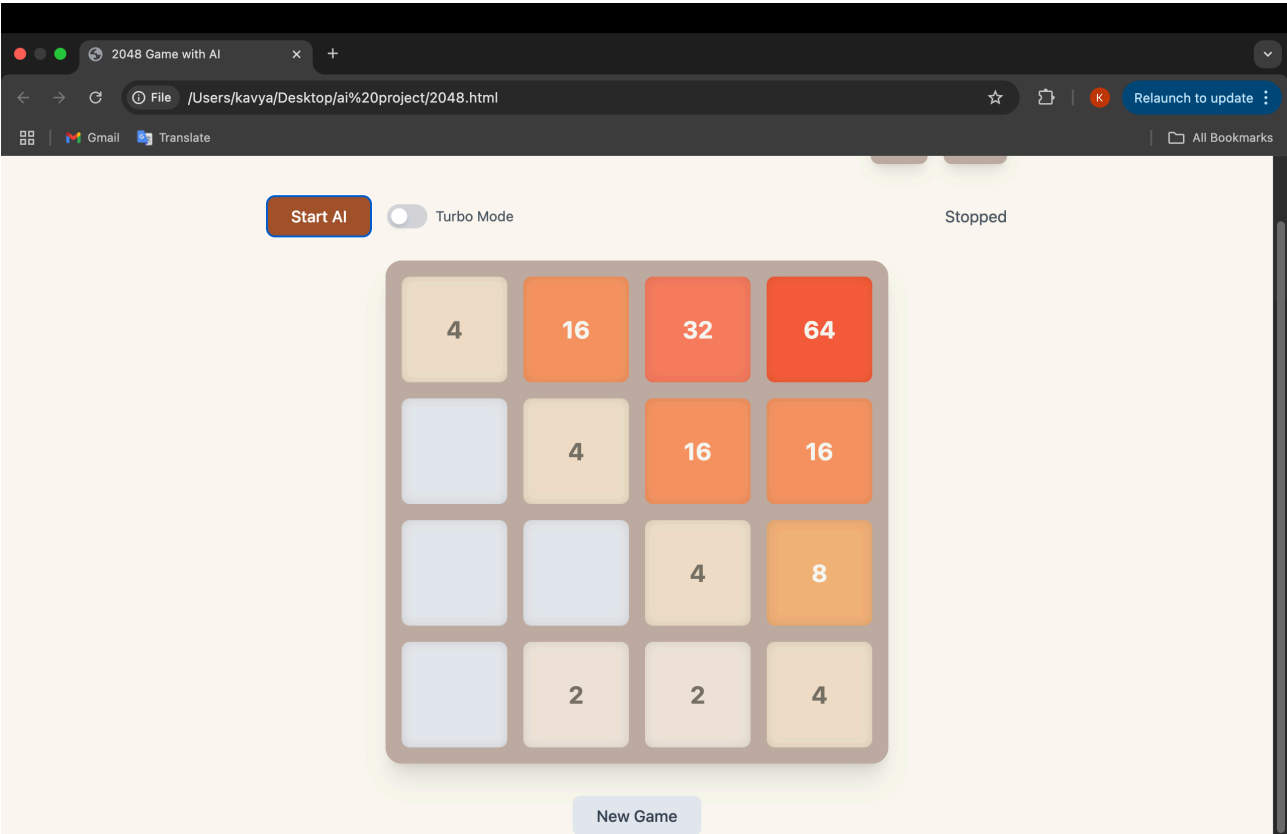 2048 Game with AI
File /Users/kavya/Desktop/ai%20project/2048.html K Relaunch to update
Gmail Translate All Bookmarks
Start AI Turbo Mode Stopped
4 16 32 64
4 16 16
4 8
2 2 4
New Game